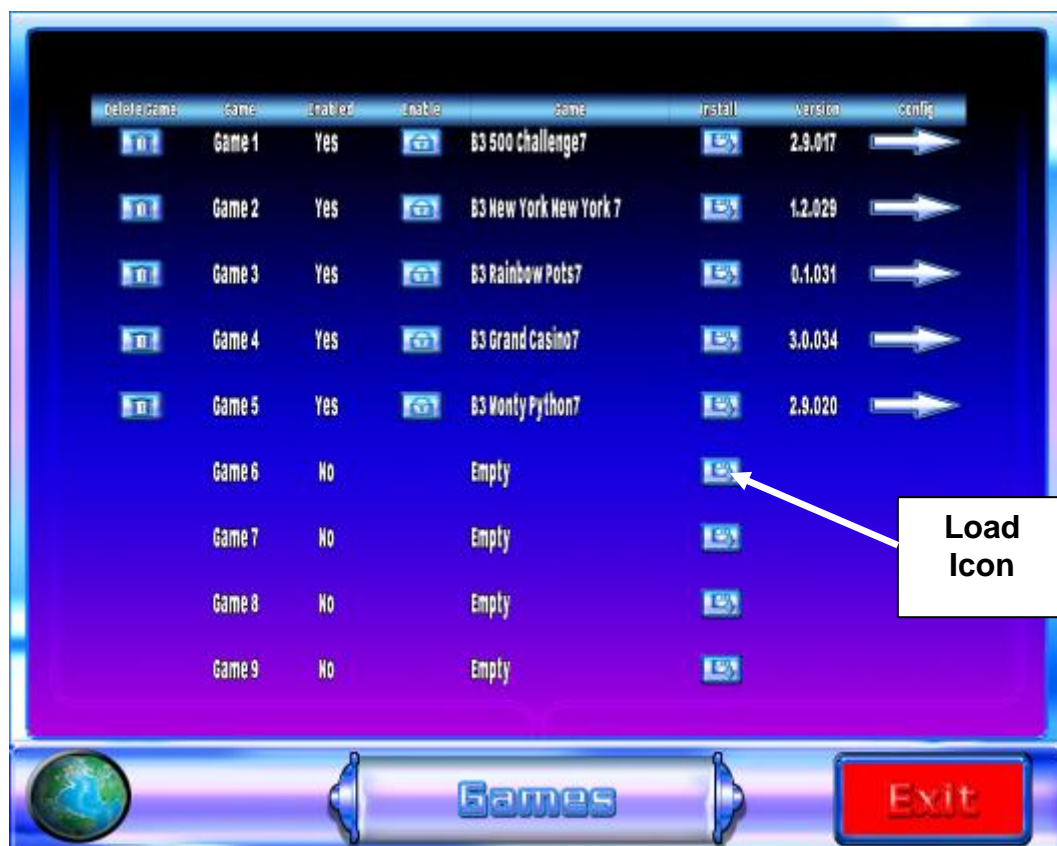 Delete Game Game Enabled Enable Game Install Version Config
Game 1 Yes B3 500 Challenge7 2.9.017
Game 2 Yes B3 New York New York 7 1.2.029
Game 3 Yes B3 Rainbow Pots7 0.1.031
Game 4 Yes B3 Grand Casino7 3.0.034
Game 5 Yes B3 Monty Python7 2.9.020
Game 6 No Empty
Game 7 No Empty
Game 8 No Empty
Game 9 No Empty
Load
Icon
Games
Exit